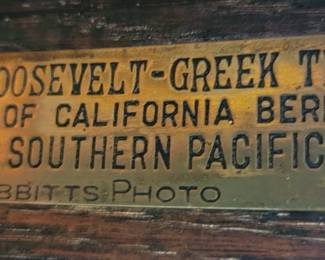 OOSEVELT-GREEK T
OF CALIFORNIA BER
SOUTHERN PACIFIC
BBITTS PHOTO